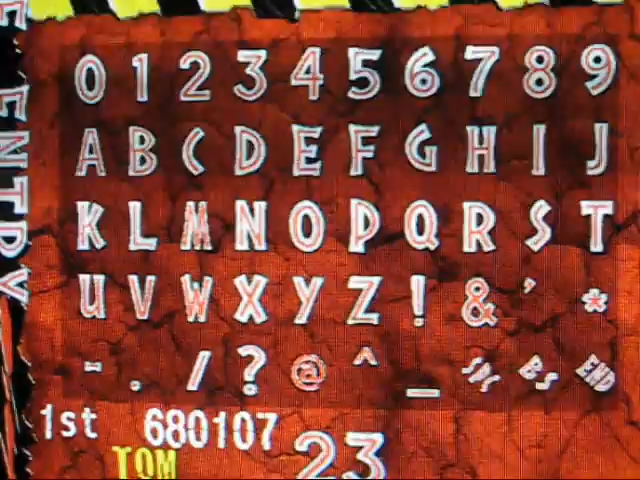 0 1 2 3 4 5 6 7 8 9
A B C D E F G H I J
K L M N O P Q R S T
U V W X Y Z ! & ' *
- . / ? @ ^ _ SPC BS END
1st 680107
TOM 23
ENTRY